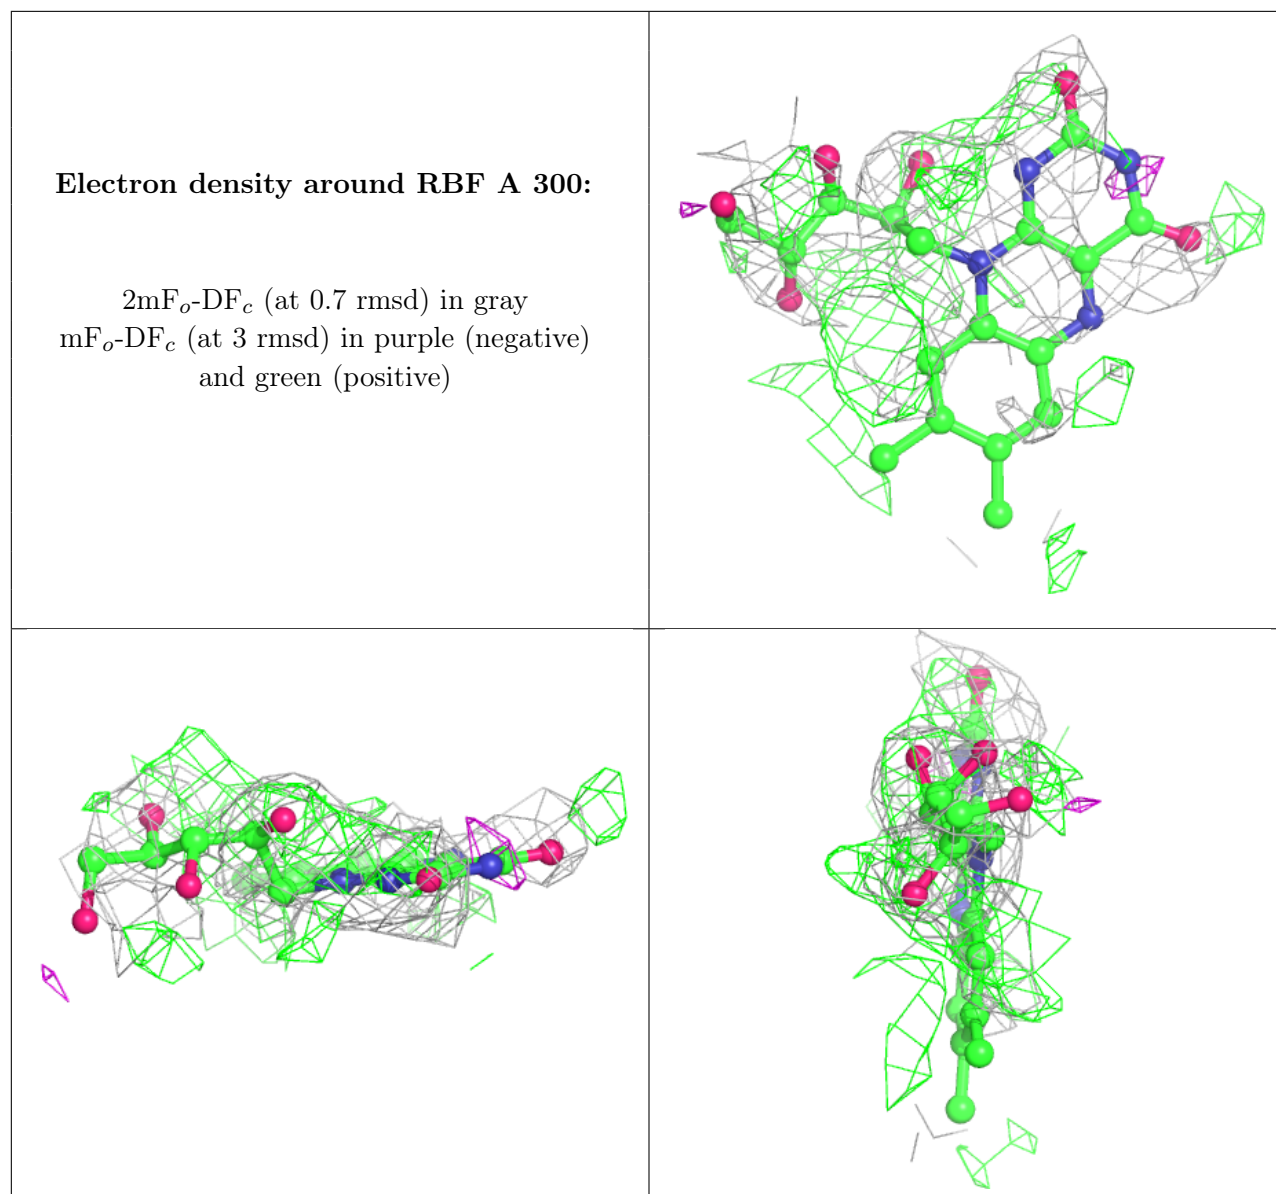 Electron density around RBF A 300:
2mFo-DFc (at 0.7 rmsd) in gray
mFo-DFc (at 3 rmsd) in purple (negative)
and green (positive)